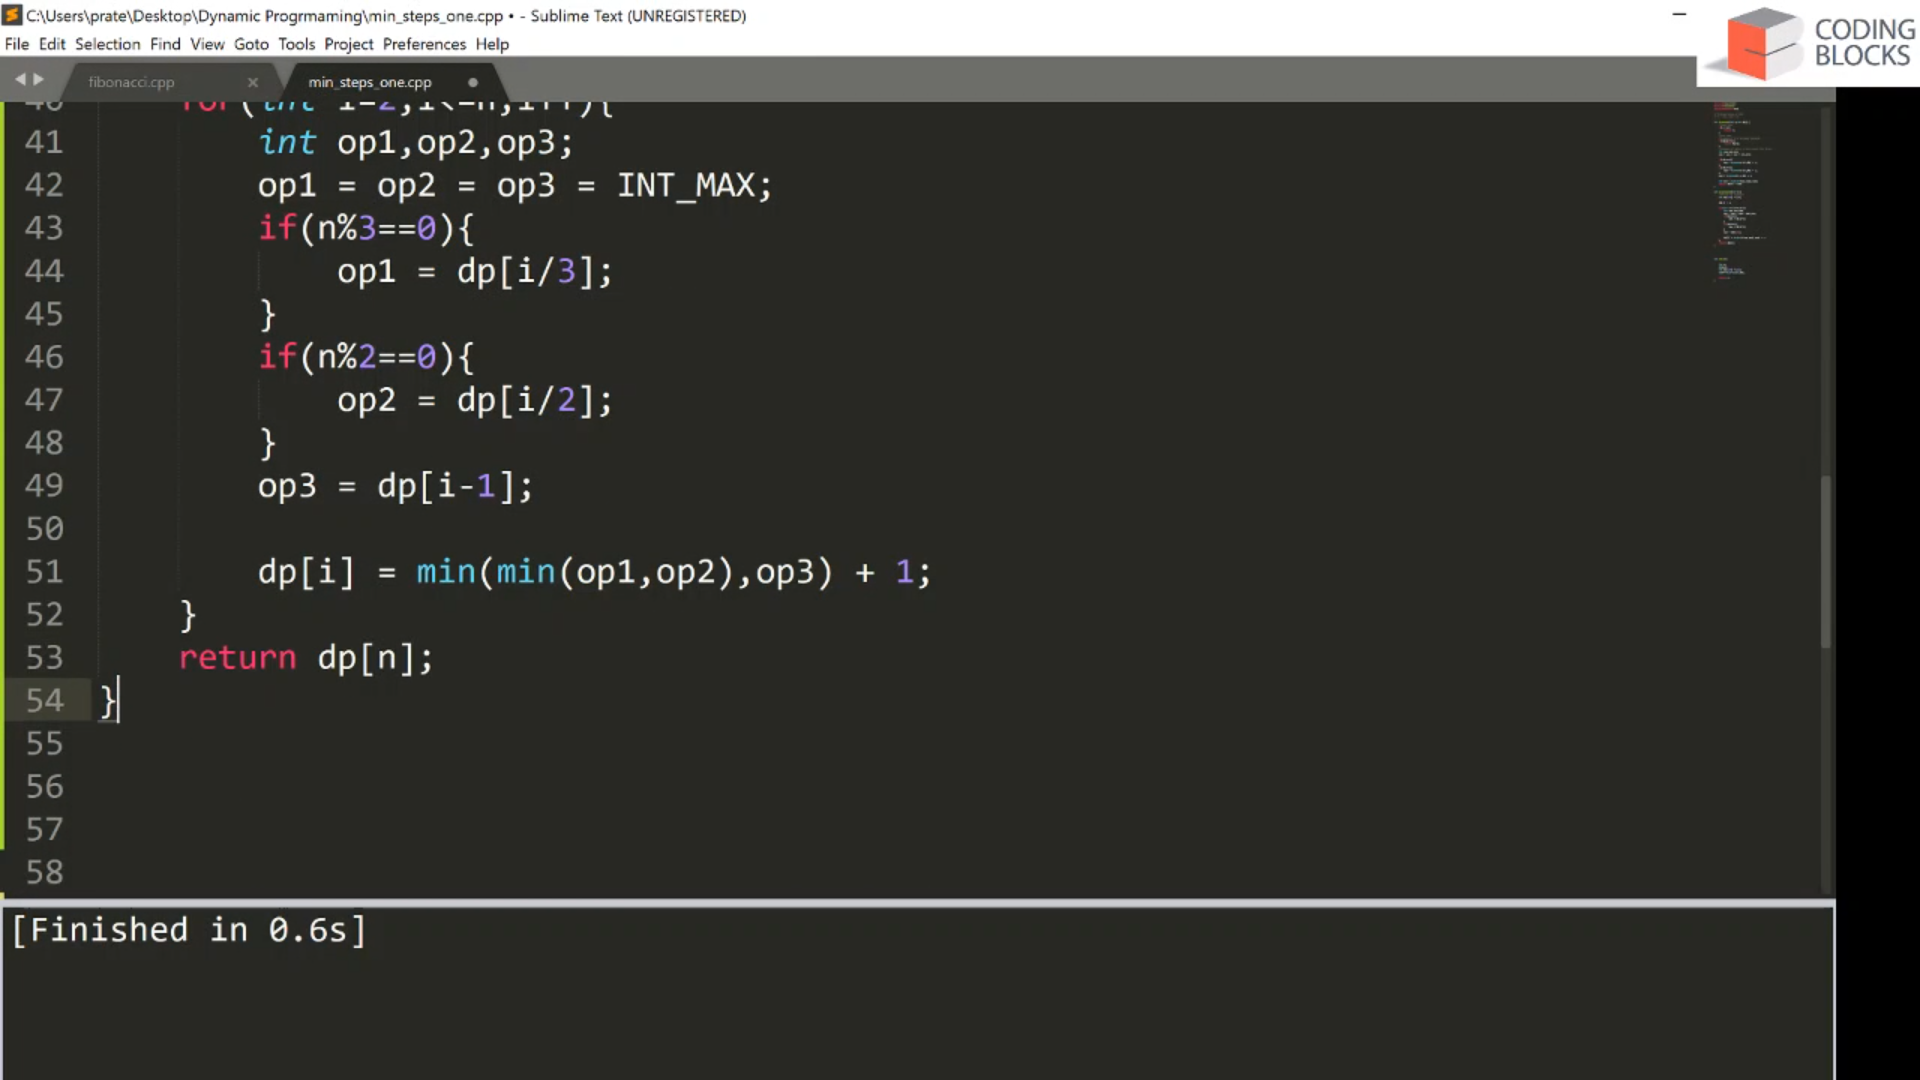 C:\Users\prate\Desktop\Dynamic Progrmaming\min_steps_one.cpp • - Sublime Text (UNREGISTERED)
CODING
BLOCKS
File Edit Selection Find View Goto Tools Project Preferences Help
fibonacci.cpp
min_steps_one.cpp
40 for(int i=2;i<=n;i++){
41 int op1,op2,op3;
42 op1 = op2 = op3 = INT_MAX;
43 if(n%3==0){
44 op1 = dp[i/3];
45 }
46 if(n%2==0){
47 op2 = dp[i/2];
48 }
49 op3 = dp[i-1];
50
51 dp[i] = min(min(op1,op2),op3) + 1;
52 }
53 return dp[n];
54 }
55
56
57
58
[Finished in 0.6s]